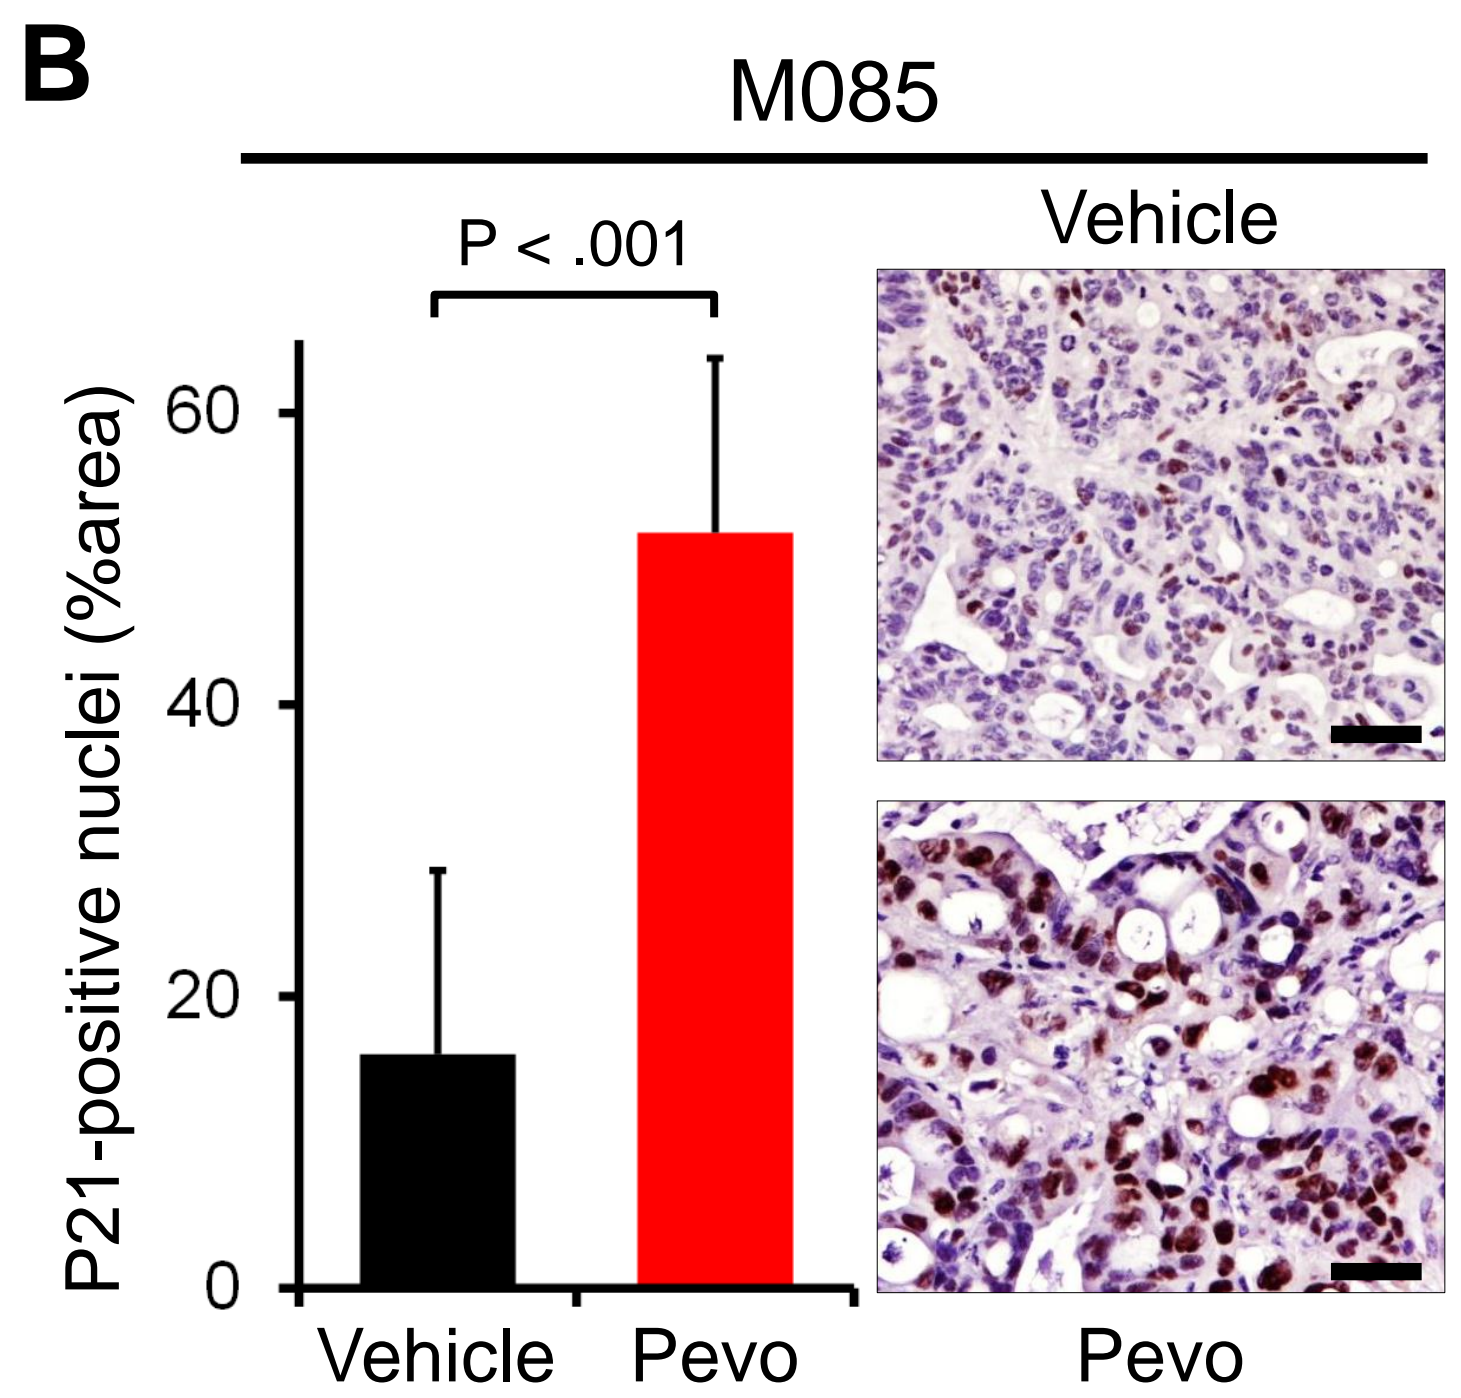 B
M085
P < .001
Vehicle
P21-positive nuclei (%area)
60
40
20
0
Vehicle
Pevo
Pevo